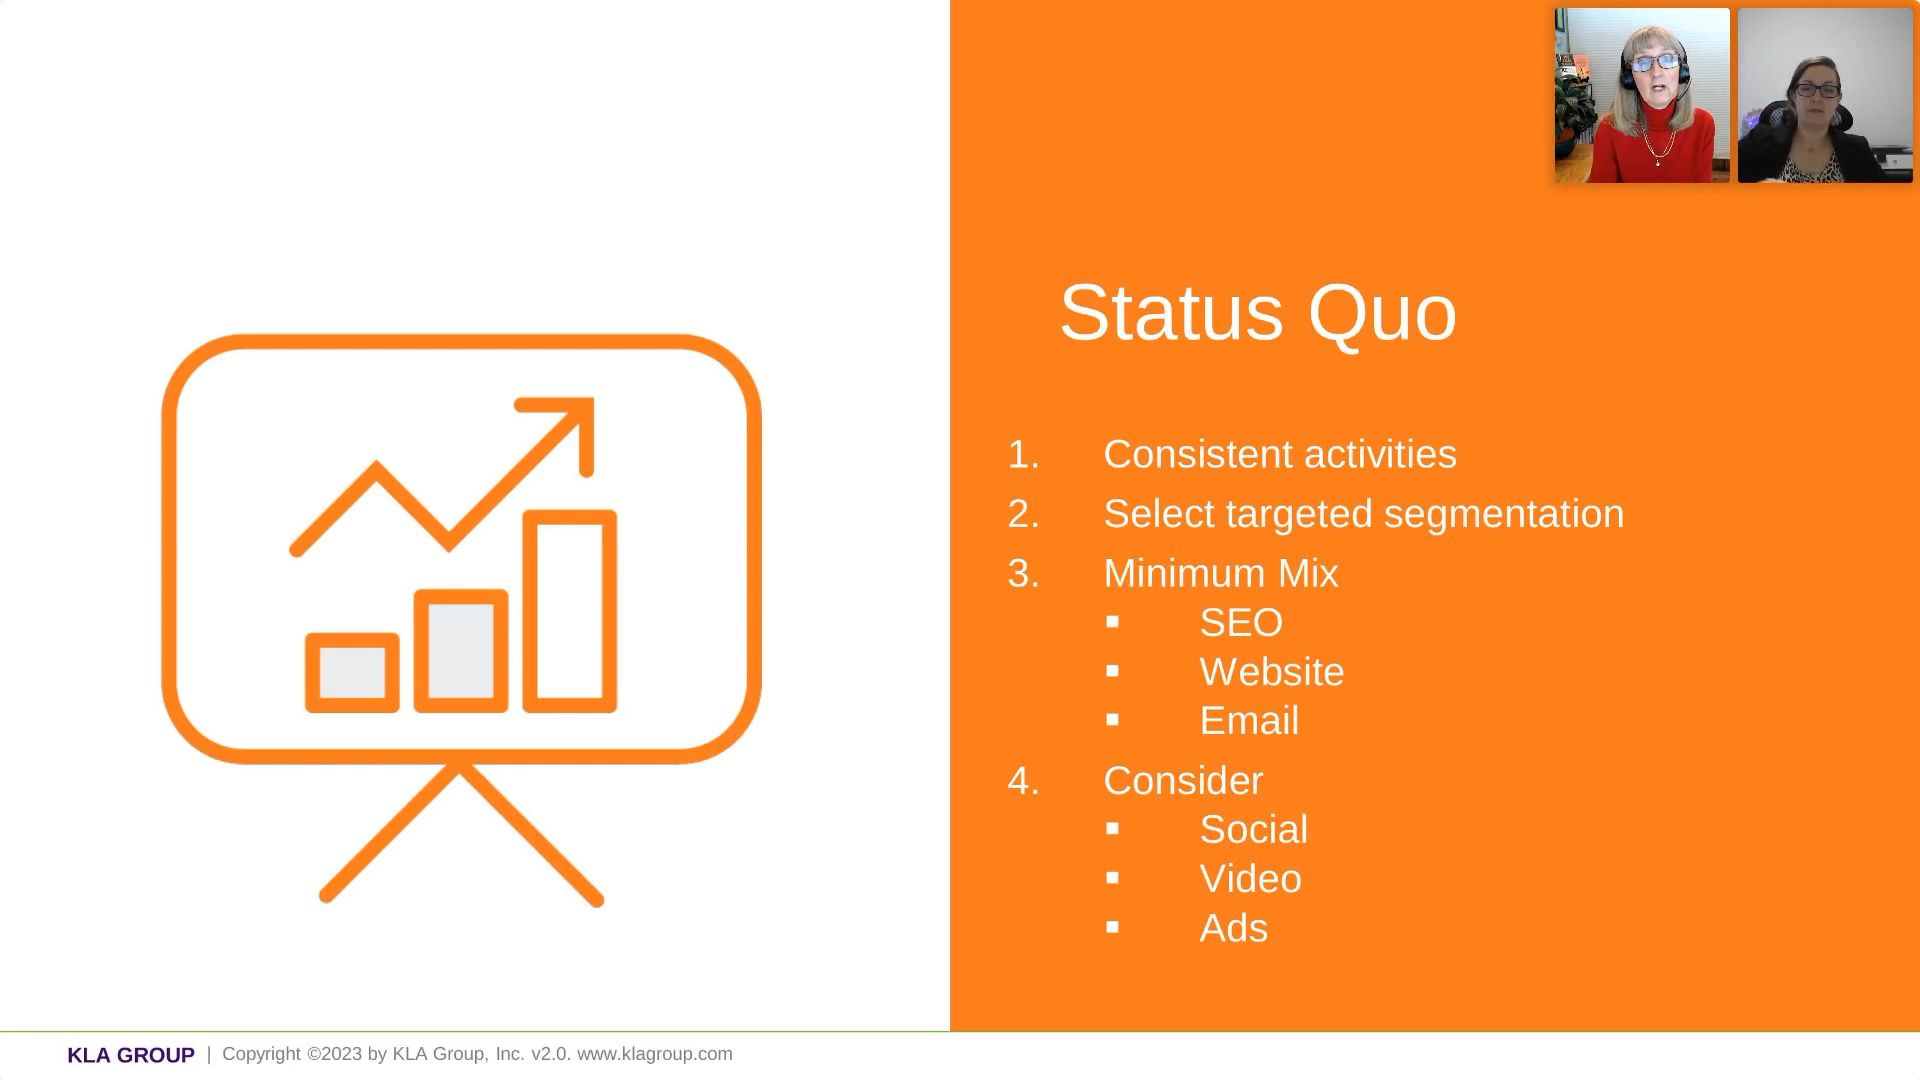 Status Quo
1. Consistent activities
2. Select targeted segmentation
3. Minimum Mix
▪ SEO
▪ Website
▪ Email
4. Consider
▪ Social
▪ Video
▪ Ads
KLA GROUP | Copyright ©2023 by KLA Group, Inc. v2.0. www.klagroup.com